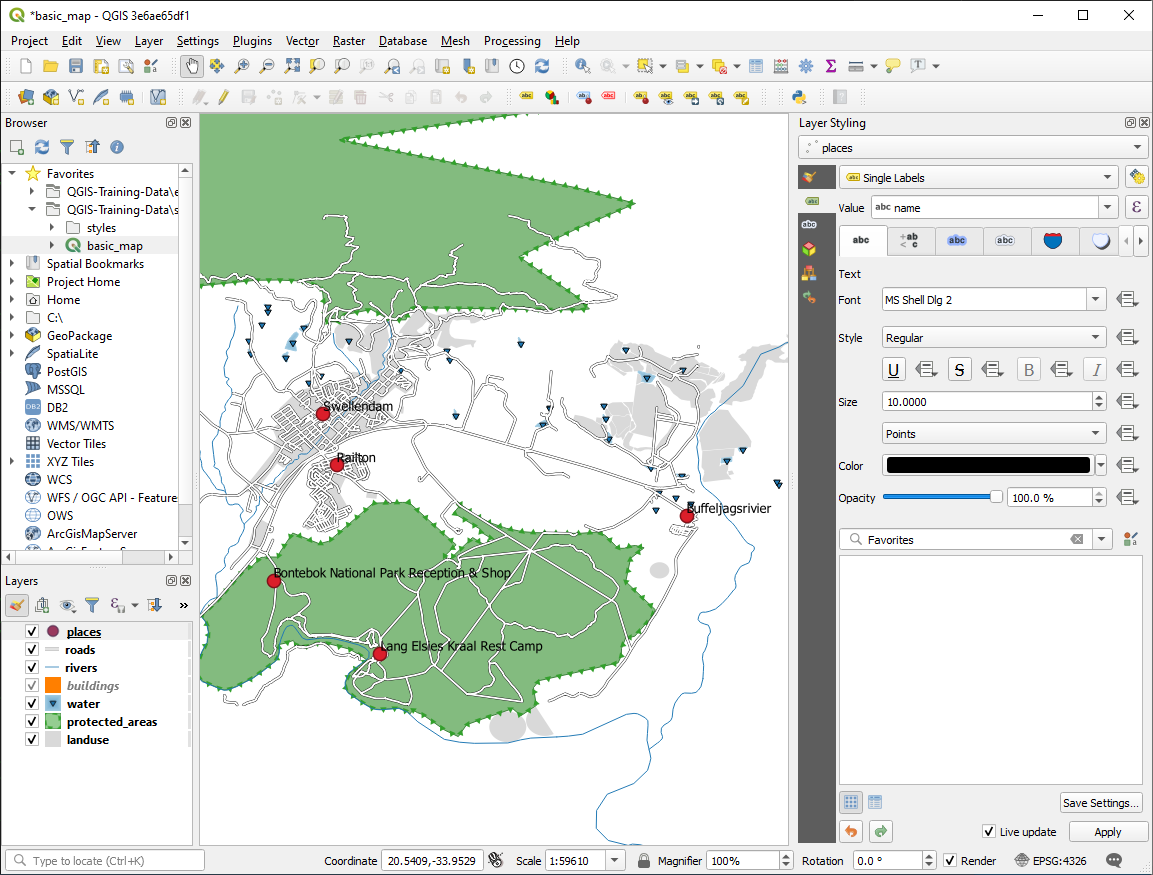 *basic_map - QGIS 3e6ae65df1
Project Edit View Layer Settings Plugins Vector Raster Database Mesh Processing Help
Browser
Favorites
QGIS-Training-Data\e
QGIS-Training-Data\s
styles
basic_map
Spatial Bookmarks
Project Home
Home
C:\
GeoPackage
SpatiaLite
PostGIS
MSSQL
DB2
WMS/WMTS
Vector Tiles
XYZ Tiles
WCS
WFS / OGC API - Feature
OWS
ArcGisMapServer
Layers
places
roads
rivers
buildings
water
protected_areas
landuse
Swellendam
Railton
Buffeljagsrivier
Bontebok National Park Reception & Shop
Lang Elsies Kraal Rest Camp
Layer Styling
places
abc Single Labels
Value abc name ε
abc +ab < c abc abc
Text
Font MS Shell Dlg 2
Style Regular
U S B I
Size 10.0000
Points
Color
Opacity 100.0 %
Favorites
Save Settings...
Live update Apply
Type to locate (Ctrl+K) Coordinate 20.5409,-33.9529 Scale 1:59610 Magnifier 100% Rotation 0.0 ° Render EPSG:4326